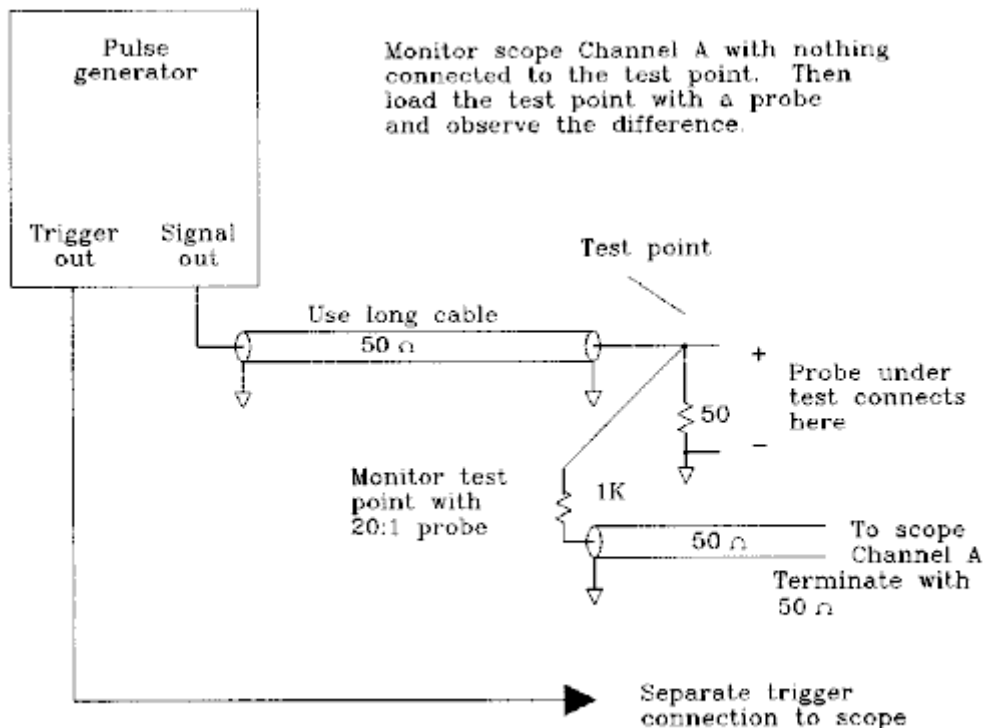 Pulse
generator
Monitor scope Channel A with nothing
connected to the test point. Then
load the test point with a probe
and observe the difference.
Trigger
out
Signal
out
Test point
Use long cable
50 Ω
+
Probe under
test connects
here
−
50
Monitor test
point with
20:1 probe
1K
50 Ω
To scope
Channel A
Terminate with
50 Ω
Separate trigger
connection to scope